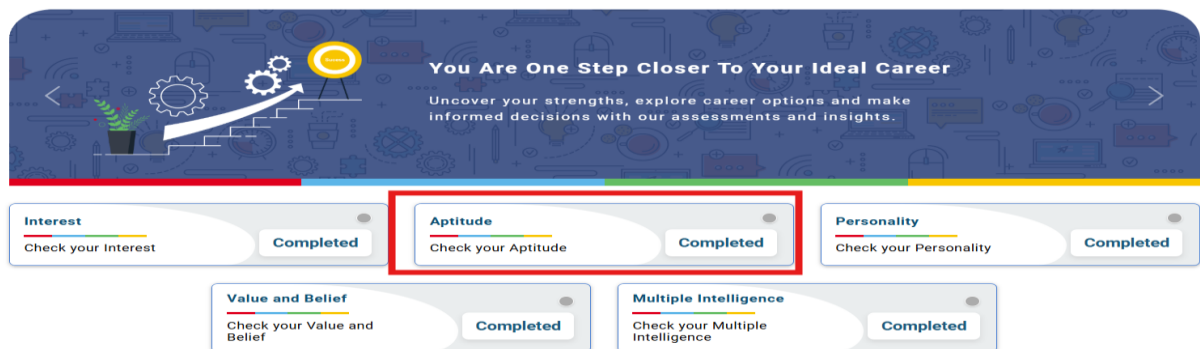 You Are One Step Closer To Your Ideal Career
Uncover your strengths, explore career options and make
informed decisions with our assessments and insights.
Interest
Check your Interest
Completed
Aptitude
Check your Aptitude
Completed
Personality
Check your Personality
Completed
Value and Belief
Check your Value and
Belief
Completed
Multiple Intelligence
Check your Multiple
Intelligence
Completed